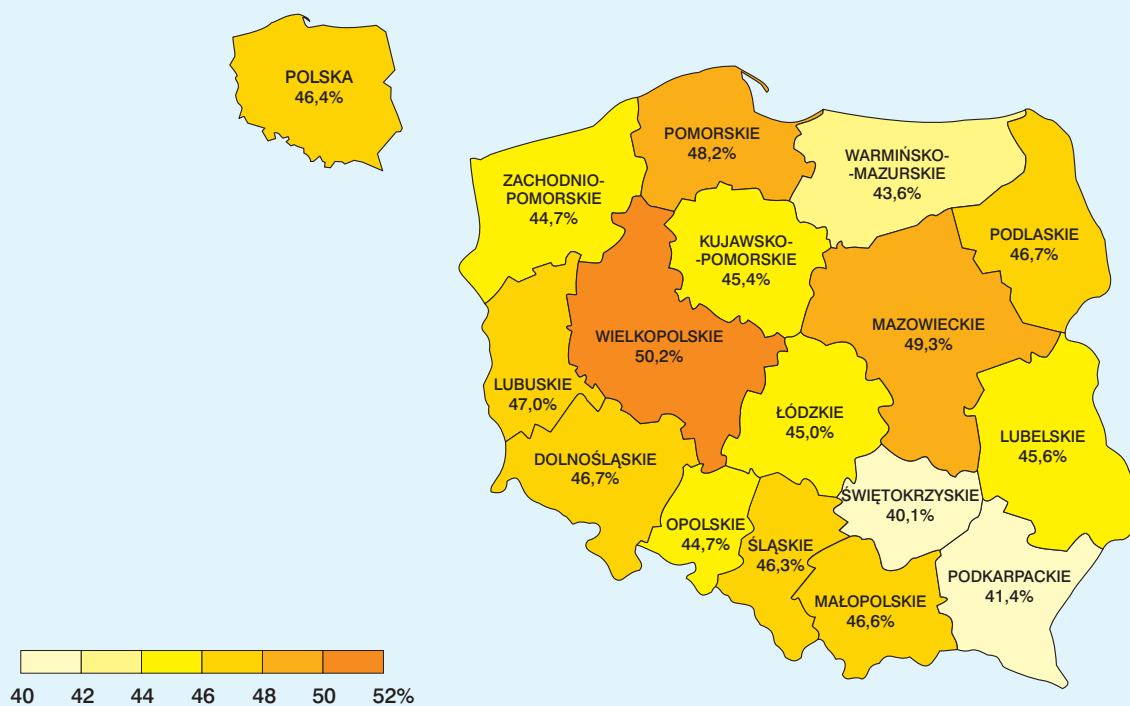 POLSKA
46,4%
POMORSKIE
48,2%
WARMIŃSKO-
-MAZURSKIE
43,6%
ZACHODNIO-
POMORSKIE
44,7%
KUJAWSKO-
-POMORSKIE
45,4%
PODLASKIE
46,7%
MAZOWIECKIE
49,3%
WIELKOPOLSKIE
50,2%
LUBUSKIE
47,0%
ŁÓDZKIE
45,0%
LUBELSKIE
45,6%
DOLNOŚLĄSKIE
46,7%
ŚWIĘTOKRZYSKIE
40,1%
OPOLSKIE
44,7%
ŚLĄSKIE
46,3%
PODKARPACKIE
41,4%
MAŁOPOLSKIE
46,6%
40 42 44 46 48 50 52%